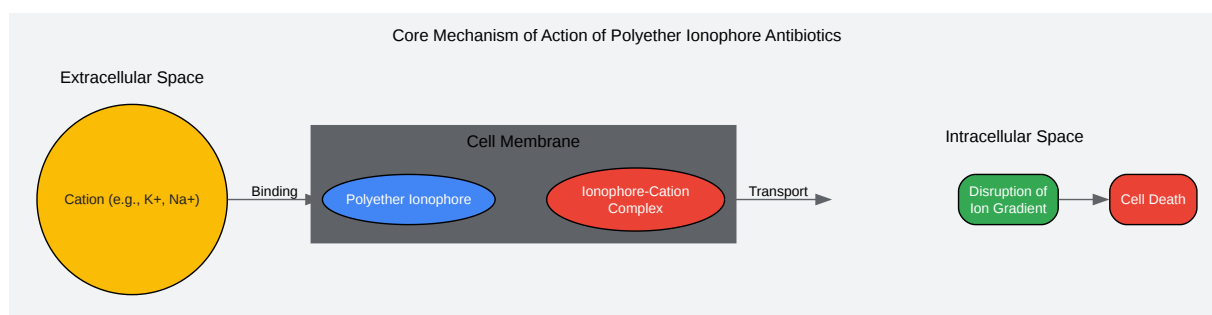 Core Mechanism of Action of Polyether Ionophore Antibiotics
Extracellular Space
Cation (e.g., K+, Na+)
Binding
Cell Membrane
Polyether Ionophore
Ionophore-Cation
Complex
Transport
Intracellular Space
Disruption of
Ion Gradient
Cell Death